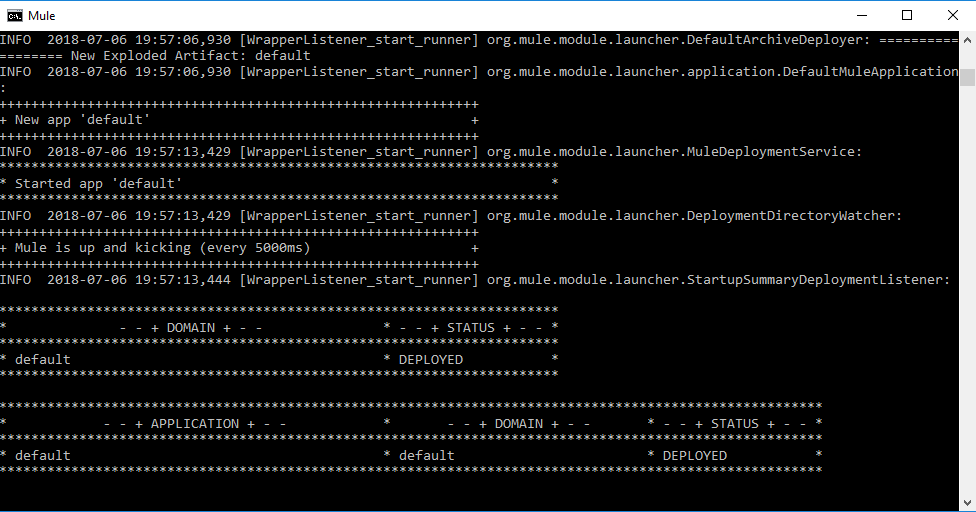 Mule
INFO  2018-07-06 19:57:06,930 [WrapperListener_start_runner] org.mule.module.launcher.DefaultArchiveDeployer: ==========
======== New Exploded Artifact: default
INFO  2018-07-06 19:57:06,930 [WrapperListener_start_runner] org.mule.module.launcher.application.DefaultMuleApplication
:
++++++++++++++++++++++++++++++++++++++++++++++++++++++++++++
+ New app 'default'                                        +
++++++++++++++++++++++++++++++++++++++++++++++++++++++++++++
INFO  2018-07-06 19:57:13,429 [WrapperListener_start_runner] org.mule.module.launcher.MuleDeploymentService:
**********************************************************************
* Started app 'default'                                              *
**********************************************************************
INFO  2018-07-06 19:57:13,429 [WrapperListener_start_runner] org.mule.module.launcher.DeploymentDirectoryWatcher:
++++++++++++++++++++++++++++++++++++++++++++++++++++++++++++
+ Mule is up and kicking (every 5000ms)                    +
++++++++++++++++++++++++++++++++++++++++++++++++++++++++++++
INFO  2018-07-06 19:57:13,444 [WrapperListener_start_runner] org.mule.module.launcher.StartupSummaryDeploymentListener:
**********************************************************************
*              - - + DOMAIN + - -               * - - + STATUS + - - *
**********************************************************************
* default                                       * DEPLOYED           *
**********************************************************************
*******************************************************************************************************
*            - - + APPLICATION + - -            *       - - + DOMAIN + - -       * - - + STATUS + - - *
*******************************************************************************************************
* default                                       * default                        * DEPLOYED           *
*******************************************************************************************************